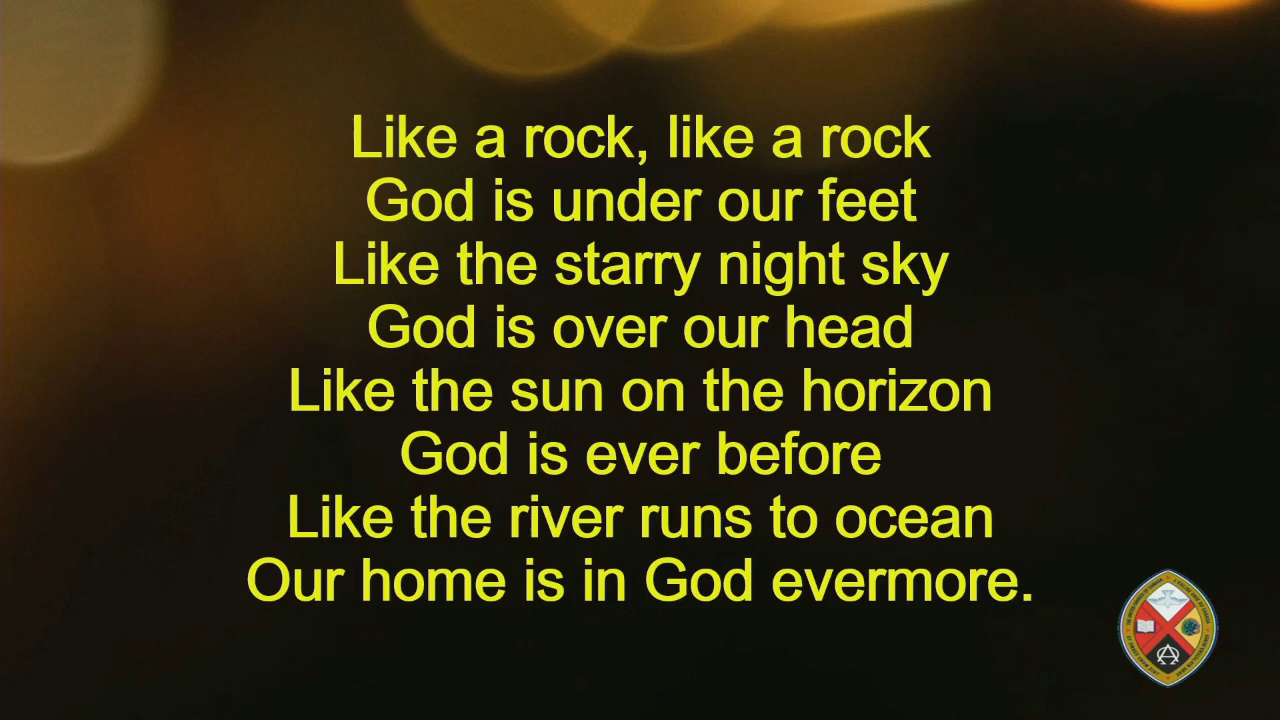 Like a rock, like a rock
God is under our feet
Like the starry night sky
God is over our head
Like the sun on the horizon
God is ever before
Like the river runs to ocean
Our home is in God evermore.